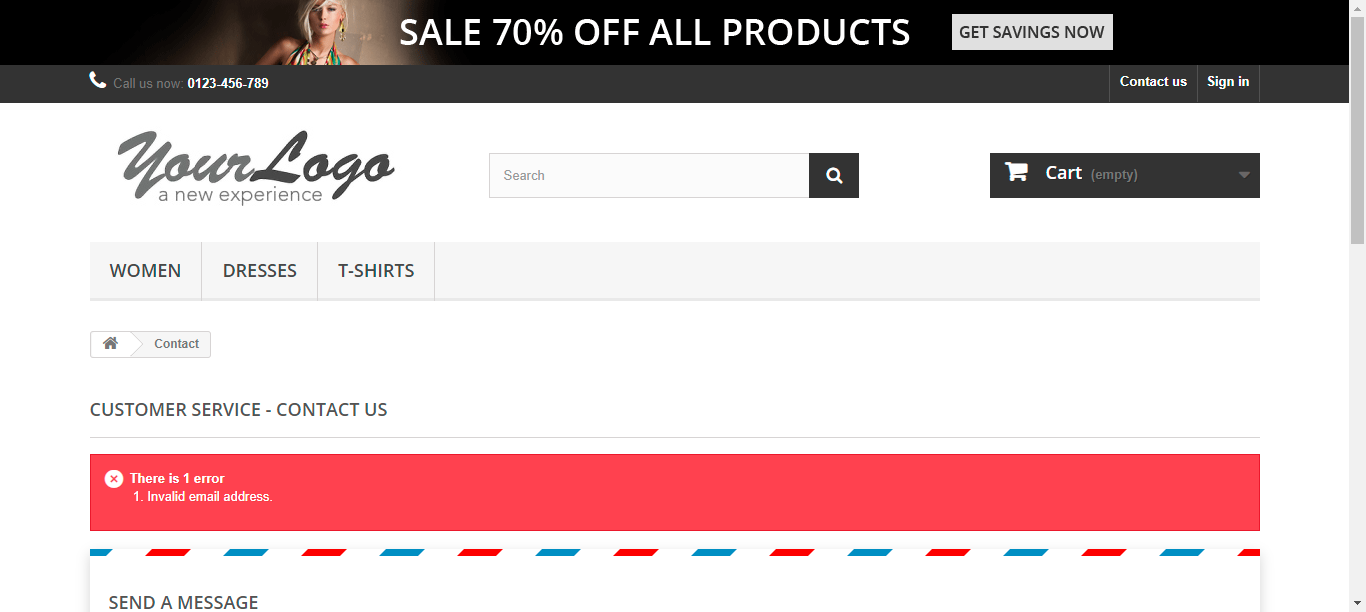 SALE 70% OFF ALL PRODUCTS GET SAVINGS NOW
Call us now: 0123-456-789 Contact us Sign in
YourLogo
a new experience
Search
Cart (empty)
WOMEN DRESSES T-SHIRTS
Contact
CUSTOMER SERVICE - CONTACT US
There is 1 error
1. Invalid email address.
SEND A MESSAGE